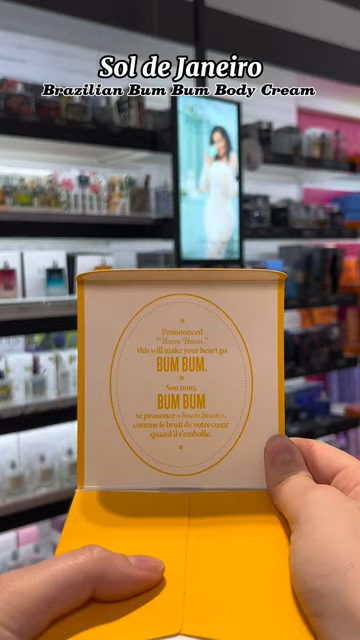 Sol de Janeiro
Brazilian Bum Bum Body Cream
Pronounced
"Boom Boom,"
this will make your heart go
BUM BUM.
Son nom,
BUM BUM
se prononce « boum boum »,
comme le bruit de votre cœur
quand il s'emballe.